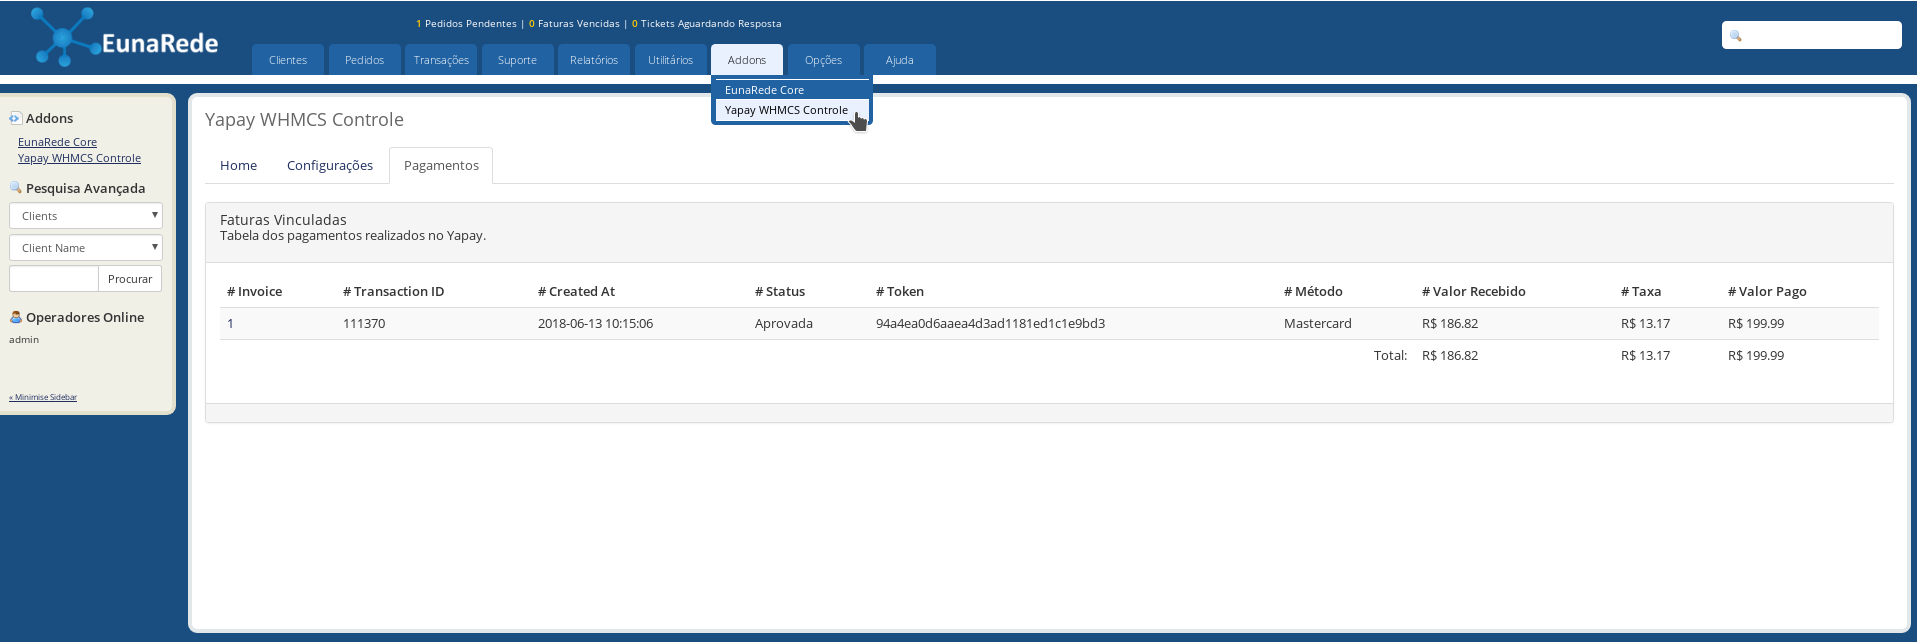 EunaRede
1 Pedidos Pendentes | 0 Faturas Vencidas | 0 Tickets Aguardando Resposta
Clientes Pedidos Transações Suporte Relatórios Utilitários Addons Opções Ajuda
EunaRede Core
Yapay WHMCS Controle
Addons
EunaRede Core
Yapay WHMCS Controle
Pesquisa Avançada
Clients
Client Name
Procurar
Operadores Online
admin
« Minimise Sidebar
Yapay WHMCS Controle
Home Configurações Pagamentos
Faturas Vinculadas
Tabela dos pagamentos realizados no Yapay.
# Invoice # Transaction ID # Created At # Status # Token # Método # Valor Recebido # Taxa # Valor Pago
1 111370 2018-06-13 10:15:06 Aprovada 94a4ea0d6aaea4d3ad1181ed1c1e9bd3 Mastercard R$ 186.82 R$ 13.17 R$ 199.99
Total: R$ 186.82 R$ 13.17 R$ 199.99